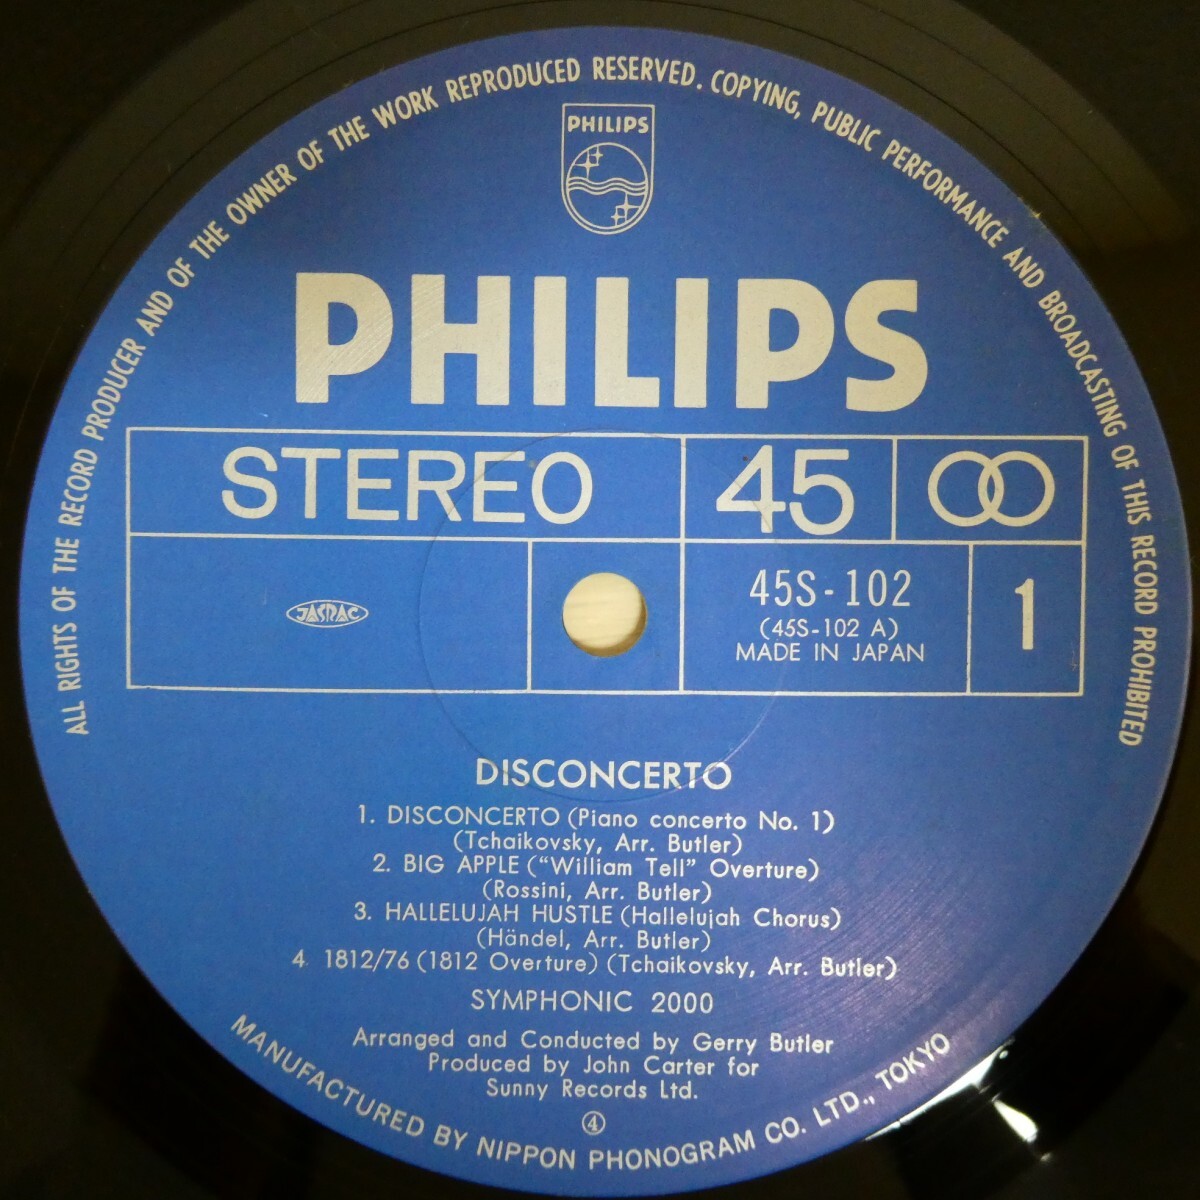 ALL RIGHTS OF THE RECORD PRODUCER AND OF THE OWNER OF THE WORK REPRODUCED RESERVED. COPYING, PUBLIC PERFORMANCE AND BROADCASTING OF THIS RECORD PROHIBITED
PHILIPS
PHILIPS
STEREO 45
JASRAC
45S-102
(45S-102 A)
MADE IN JAPAN
1
DISCONCERTO
1. DISCONCERTO (Piano concerto No. 1)
(Tchaikovsky, Arr. Butler)
2. BIG APPLE ("William Tell" Overture)
(Rossini, Arr. Butler)
3. HALLELUJAH HUSTLE (Hallelujah Chorus)
(Händel, Arr. Butler)
4. 1812/76 (1812 Overture) (Tchaikovsky, Arr. Butler)
SYMPHONIC 2000
Arranged and Conducted by Gerry Butler
Produced by John Carter for
Sunny Records Ltd.
④
MANUFACTURED BY NIPPON PHONOGRAM CO. LTD., TOKYO